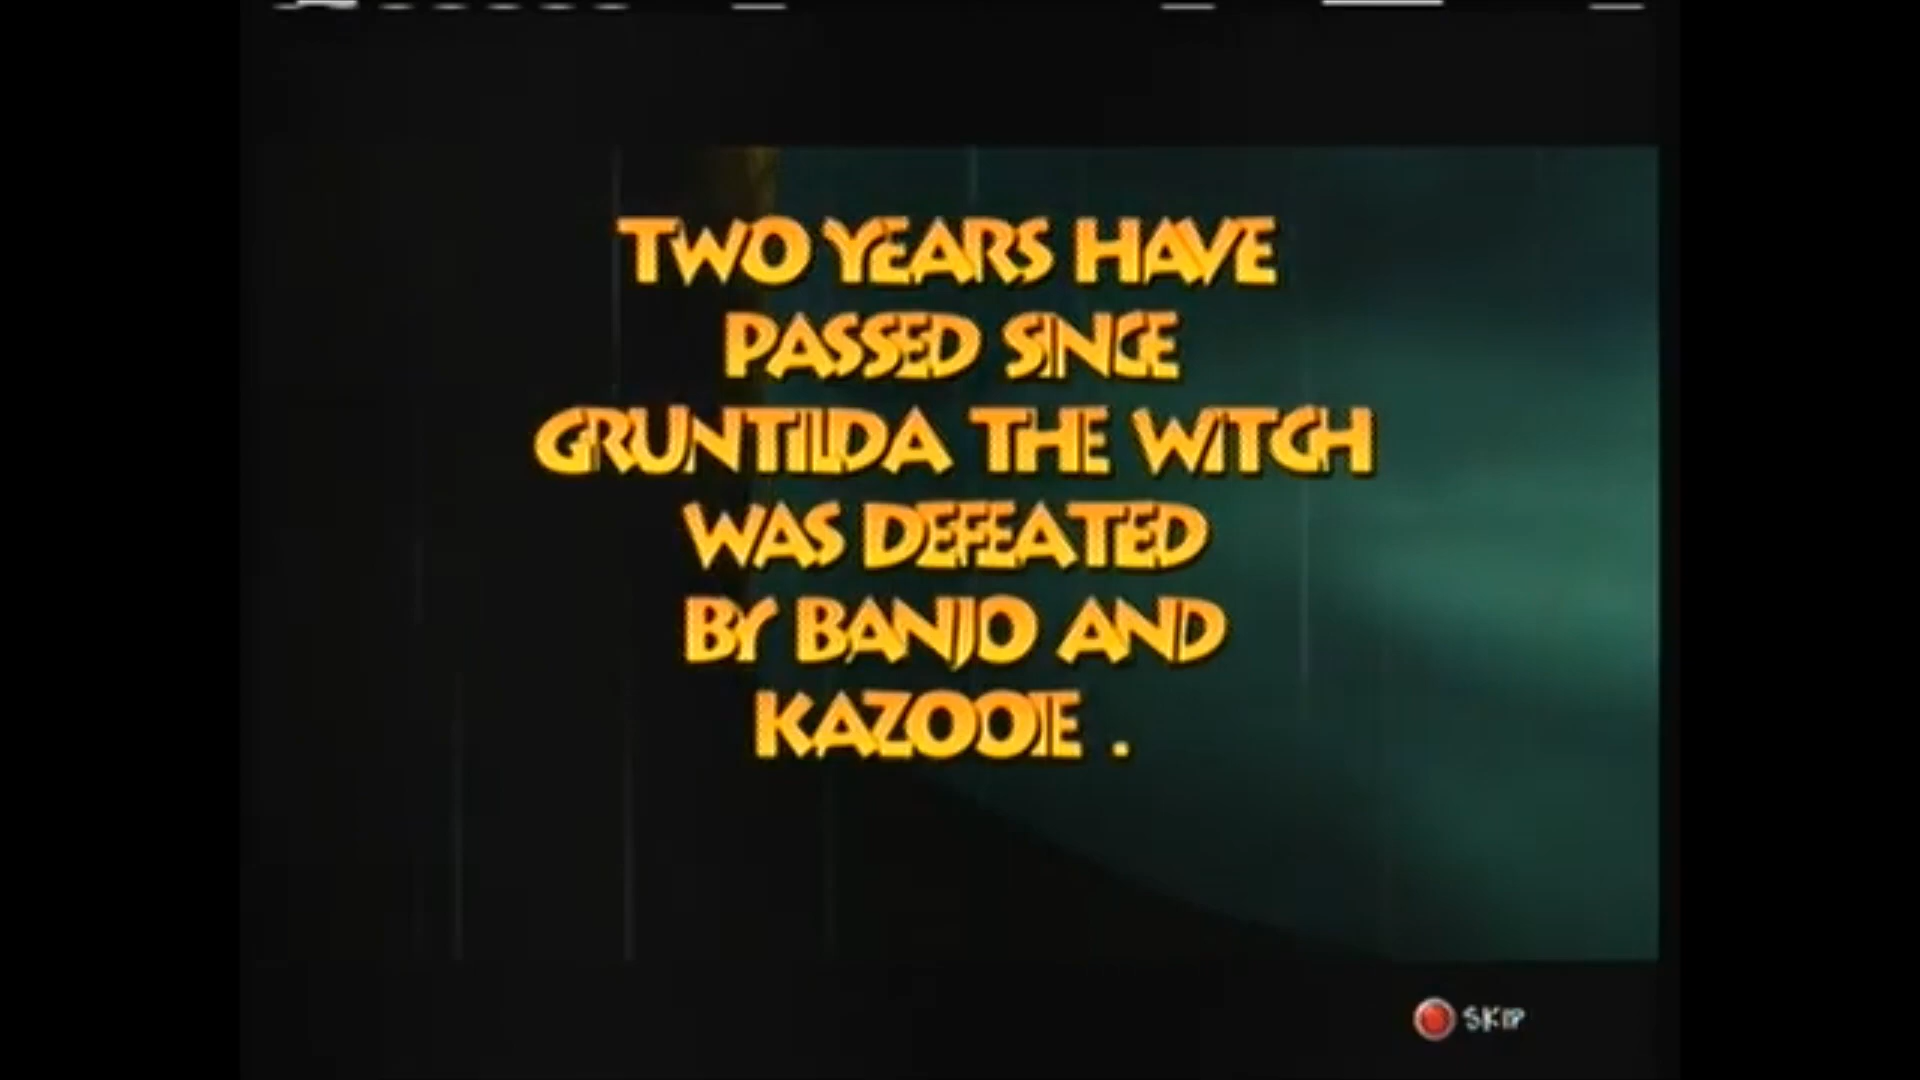 TWO YEARS HAVE
PASSED SINCE
GRUNTILDA THE WITCH
WAS DEFEATED
BY BANJO AND
KAZOOIE .
SKIP